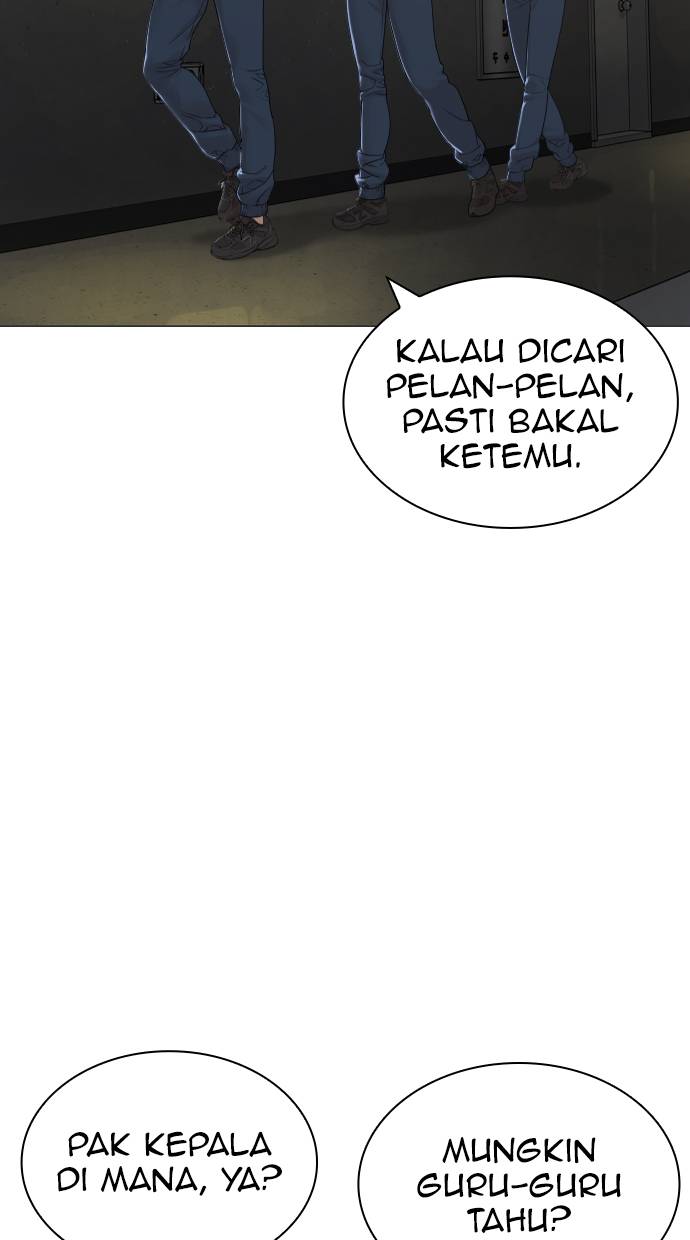 KALAU DICARI
PELAN-PELAN,
PASTI BAKAL
KETEMU.
PAK KEPALA
DI MANA, YA?
MUNGKIN
GURU-GURU
TAHU?